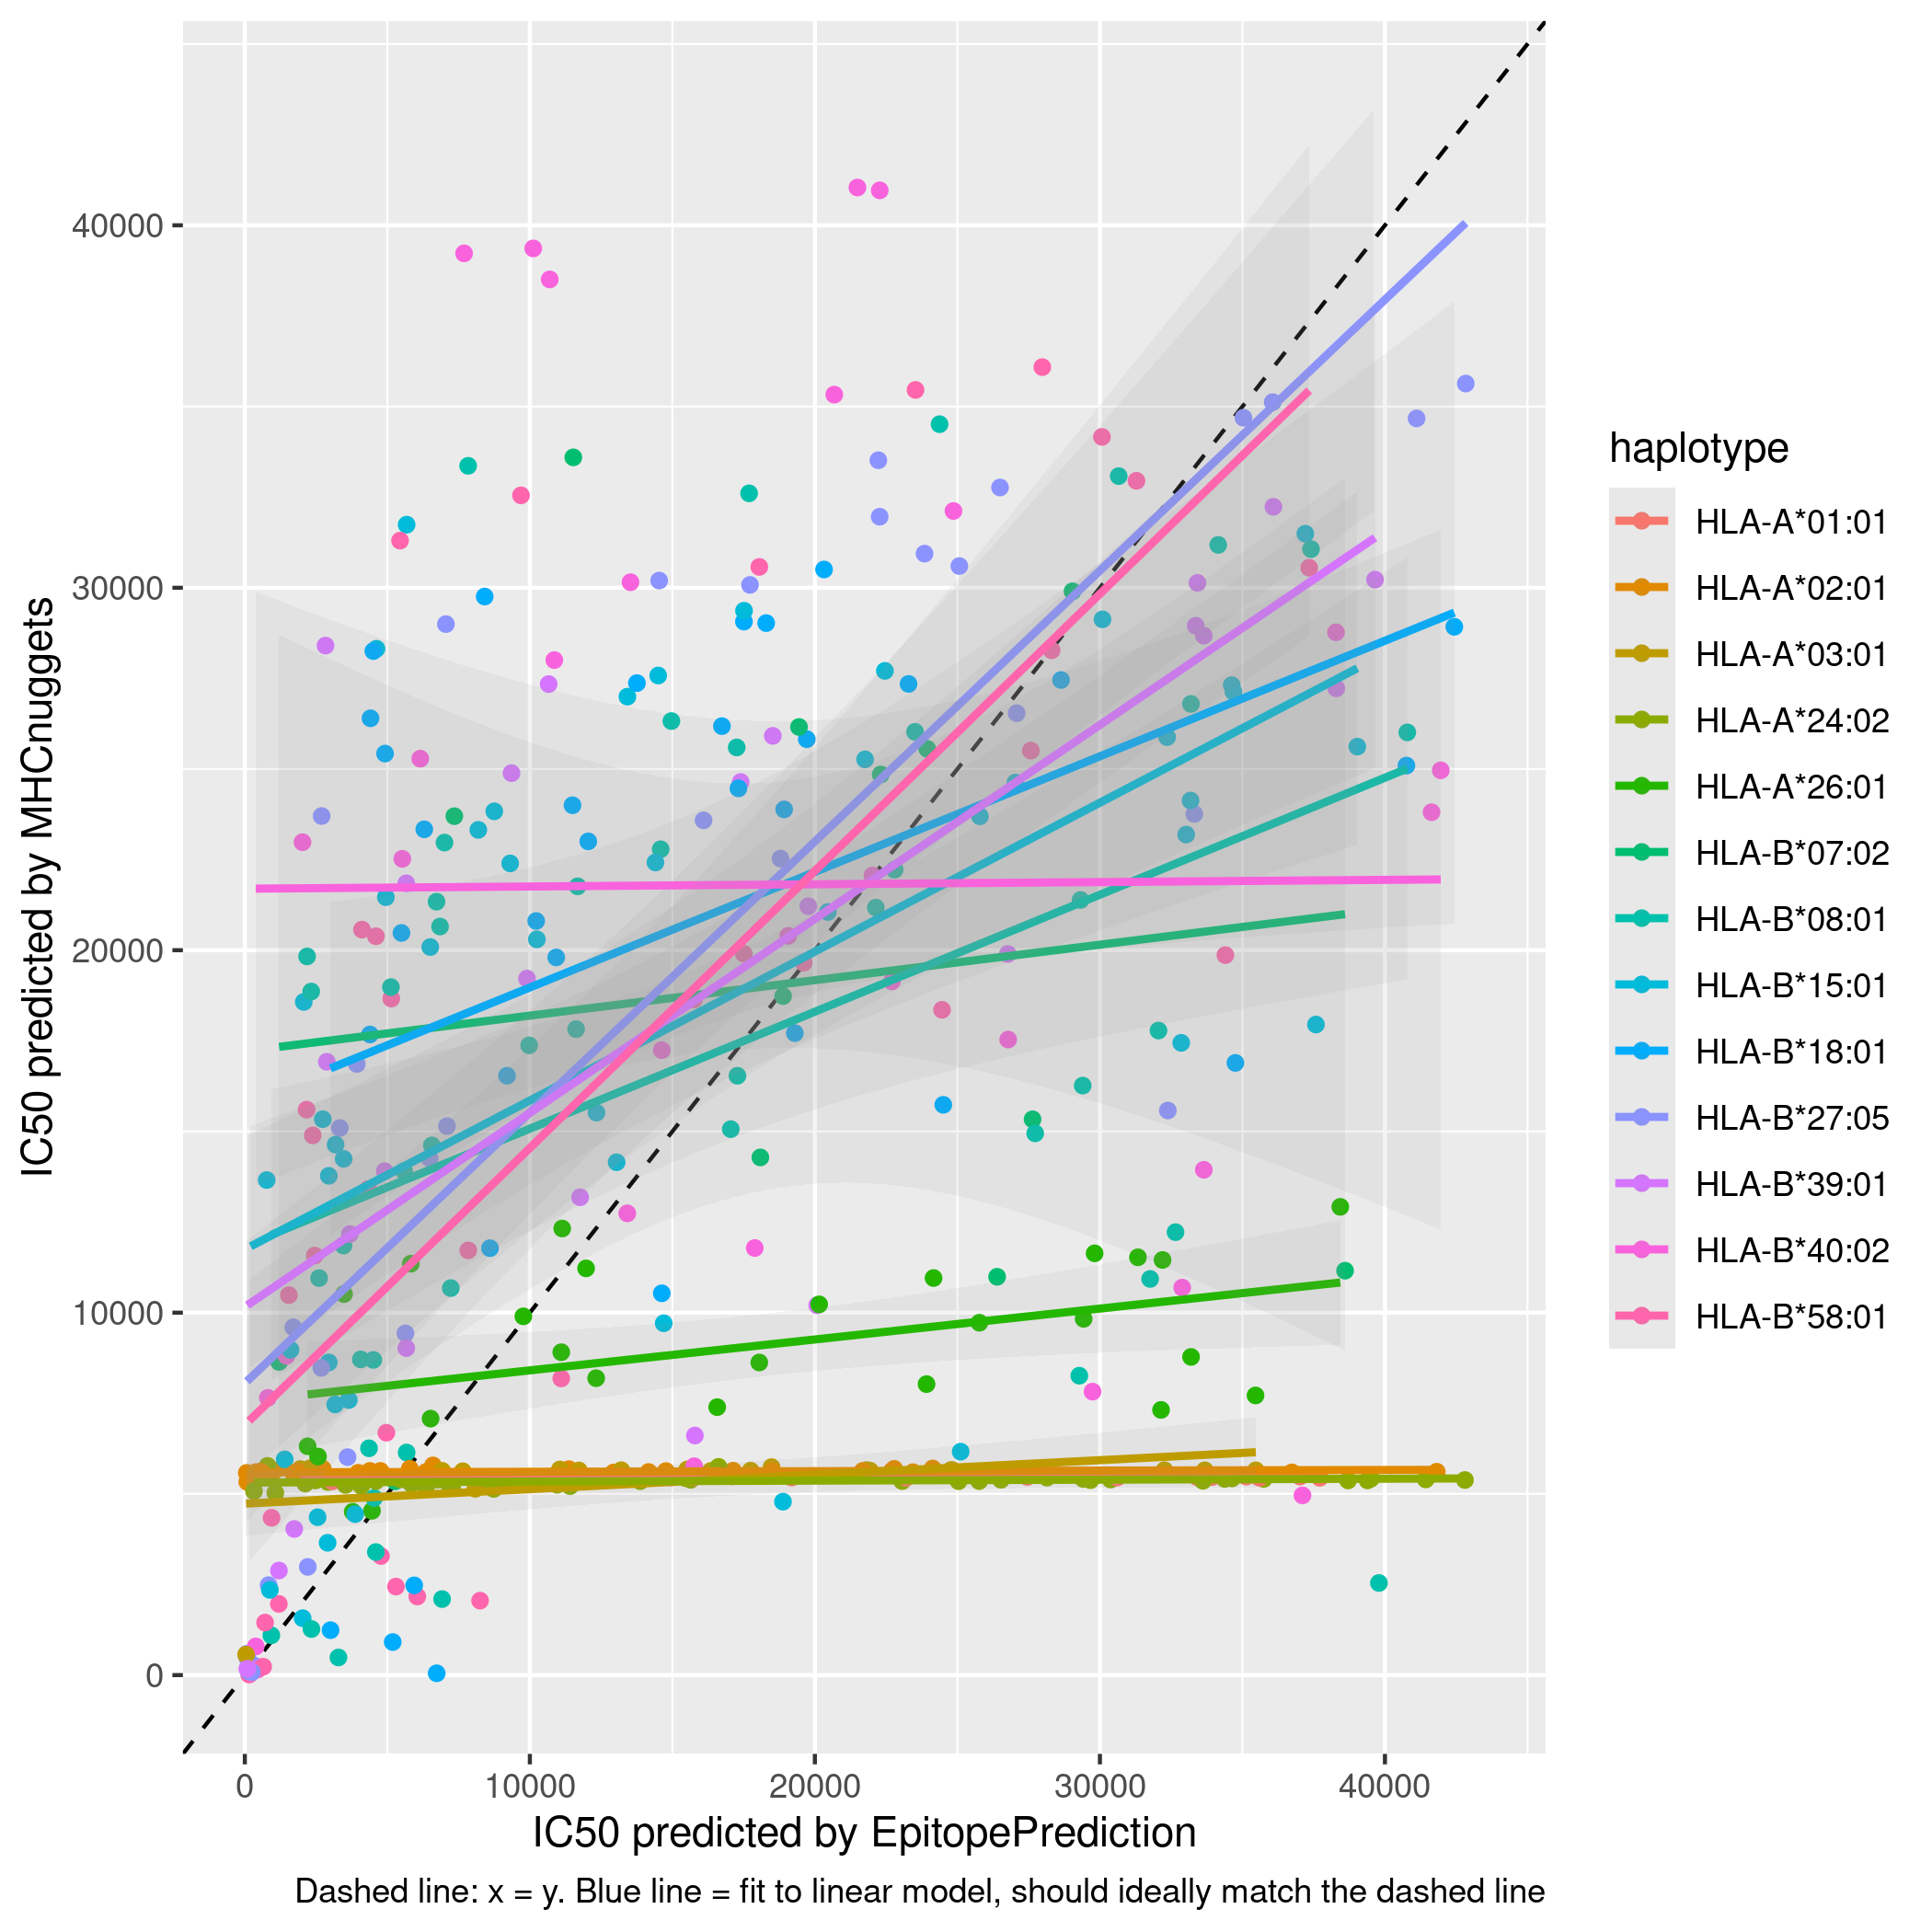 IC50 predicted by MHCnuggets
40000
30000
20000
10000
0
0 10000 20000 30000 40000
IC50 predicted by EpitopePrediction
Dashed line: x = y. Blue line = fit to linear model, should ideally match the dashed line
haplotype
HLA-A*01:01
HLA-A*02:01
HLA-A*03:01
HLA-A*24:02
HLA-A*26:01
HLA-B*07:02
HLA-B*08:01
HLA-B*15:01
HLA-B*18:01
HLA-B*27:05
HLA-B*39:01
HLA-B*40:02
HLA-B*58:01